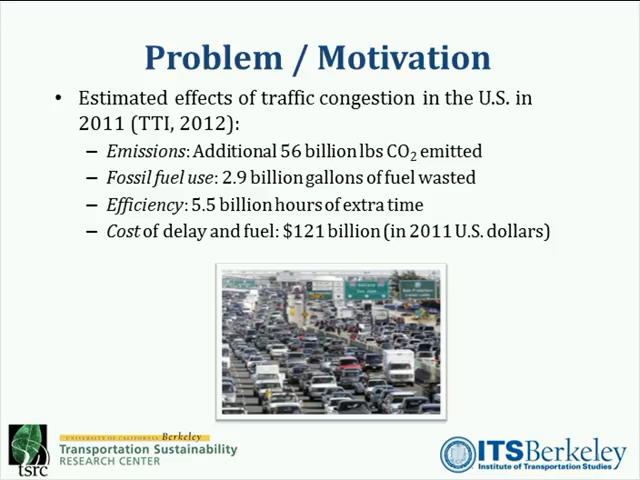 Problem / Motivation
• Estimated effects of traffic congestion in the U.S. in
2011 (TTI, 2012):
– Emissions: Additional 56 billion lbs CO2 emitted
– Fossil fuel use: 2.9 billion gallons of fuel wasted
– Efficiency: 5.5 billion hours of extra time
– Cost of delay and fuel: $121 billion (in 2011 U.S. dollars)
tsrc
UNIVERSITY OF CALIFORNIA Berkeley
Transportation Sustainability
RESEARCH CENTER
ITSBerkeley
Institute of Transportation Studies